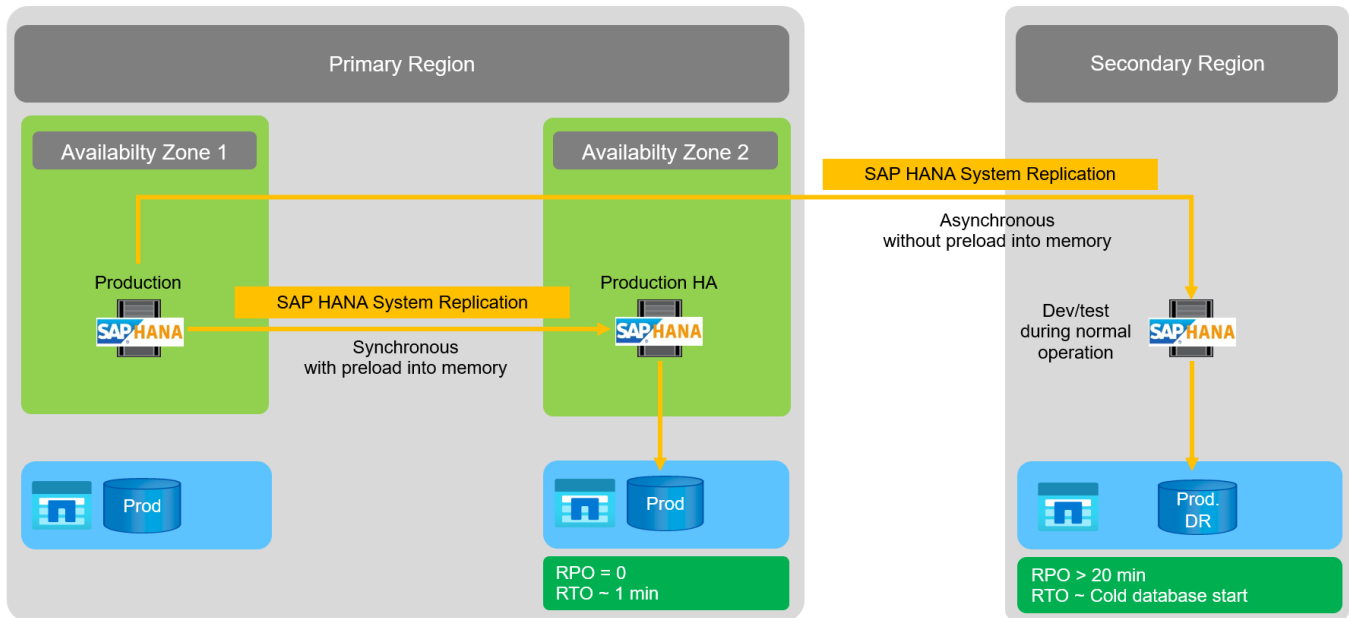 Primary Region
Secondary Region
Availabilty Zone 1
Availabilty Zone 2
SAP HANA System Replication
Asynchronous
without preload into memory
Production
SAP HANA
SAP HANA System Replication
Synchronous
with preload into memory
Production HA
SAP HANA
Dev/test
during normal
operation
SAP HANA
Prod
Prod
Prod.
DR
RPO = 0
RTO ~ 1 min
RPO > 20 min
RTO ~ Cold database start